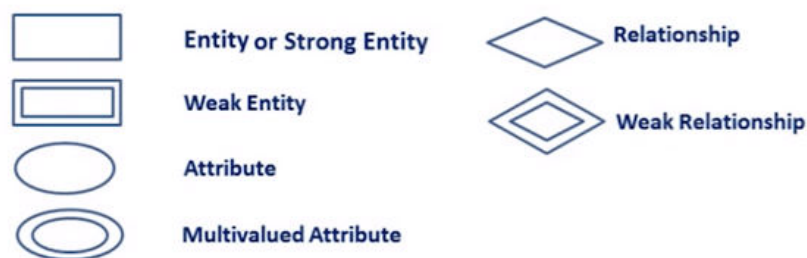 Entity or Strong Entity
Relationship
Weak Entity
Weak Relationship
Attribute
Multivalued Attribute